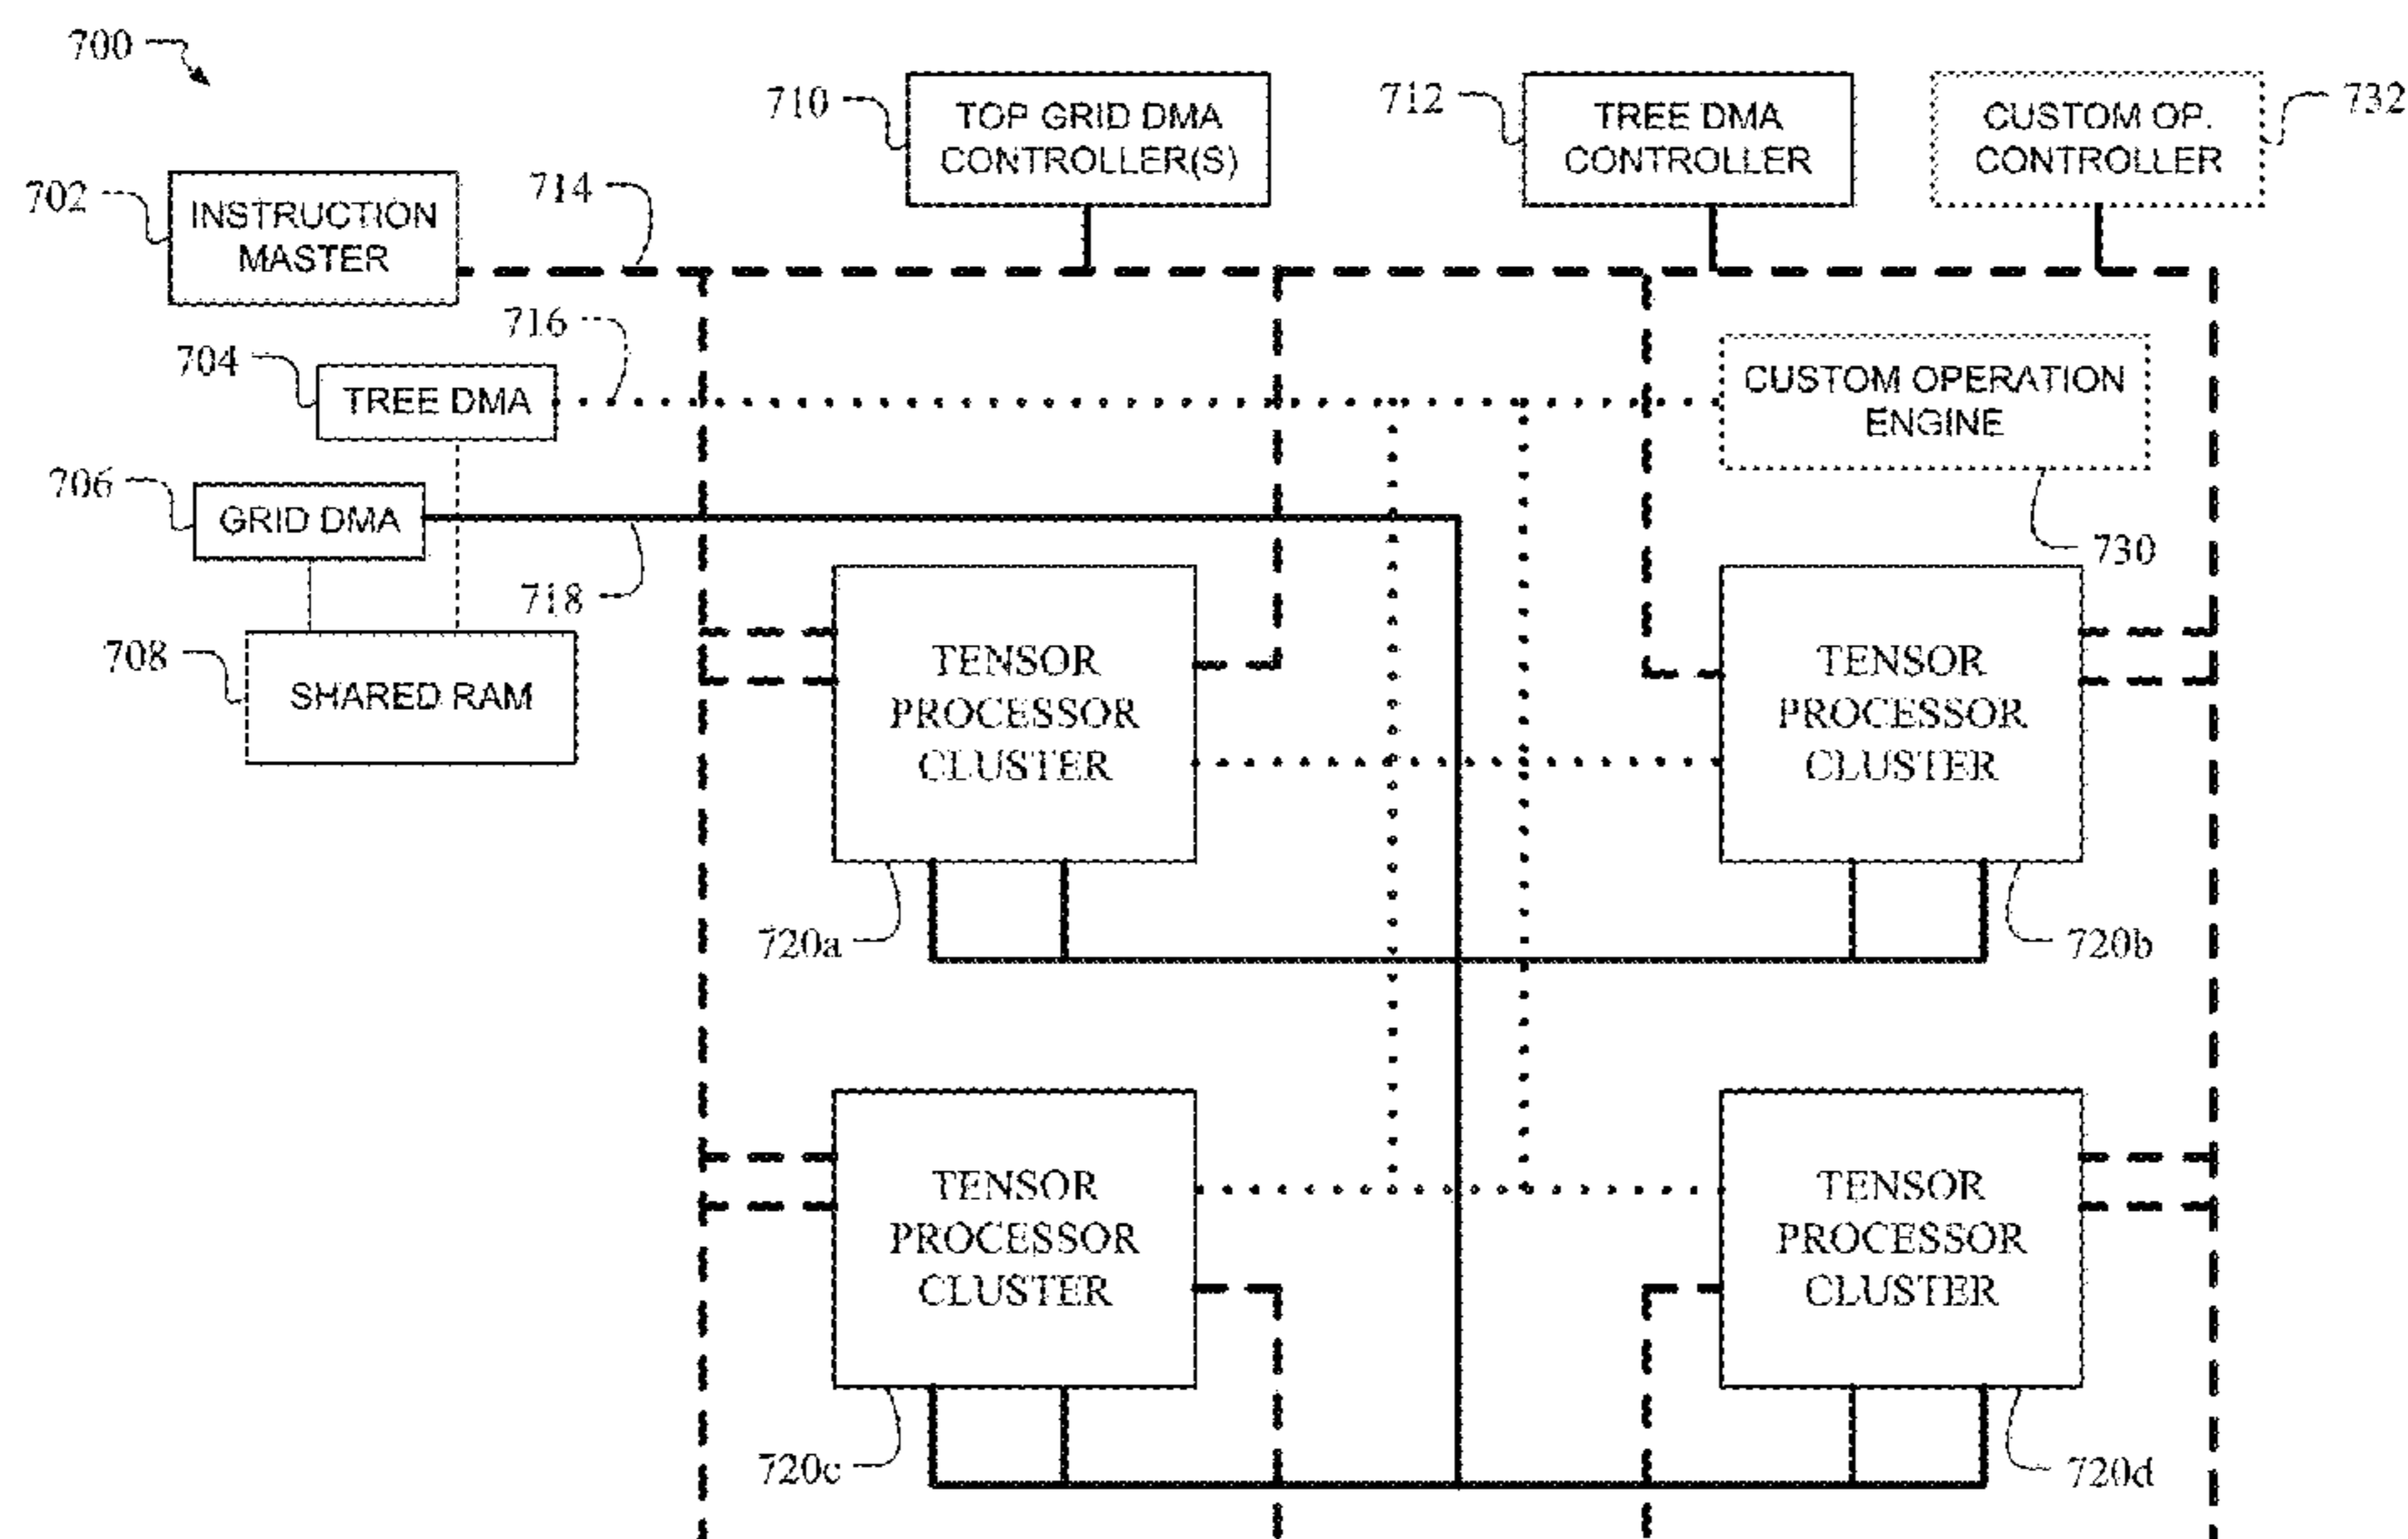 700
710
TOP GRID DMA
CONTROLLER(S)
712
TREE DMA
CONTROLLER
CUSTOM OP.
CONTROLLER
732
702
INSTRUCTION
MASTER
714
716
704
TREE DMA
CUSTOM OPERATION
ENGINE
730
706
GRID DMA
718
708
SHARED RAM
TENSOR
PROCESSOR
CLUSTER
720a
TENSOR
PROCESSOR
CLUSTER
720b
TENSOR
PROCESSOR
CLUSTER
720c
TENSOR
PROCESSOR
CLUSTER
720d